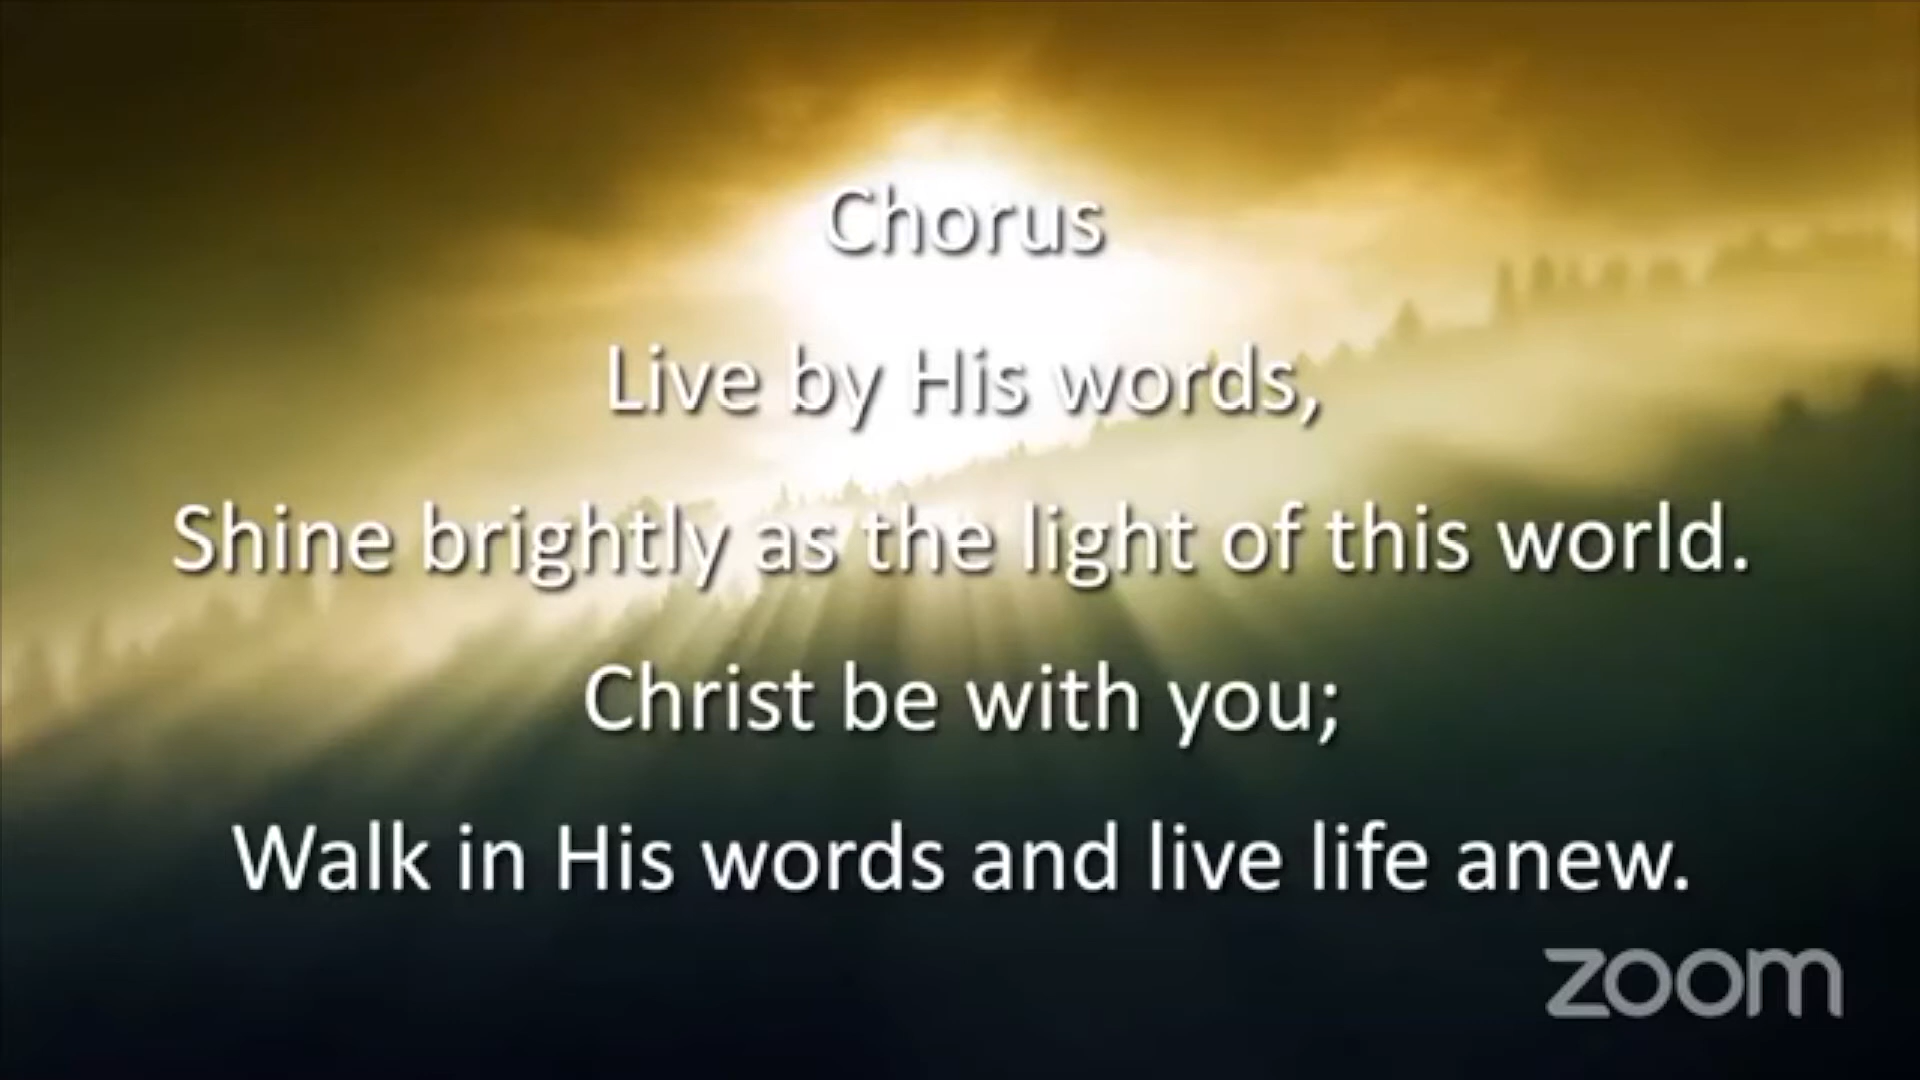 Chorus
Live by His words,
Shine brightly as the light of this world.
Christ be with you;
Walk in His words and live life anew.
zoom